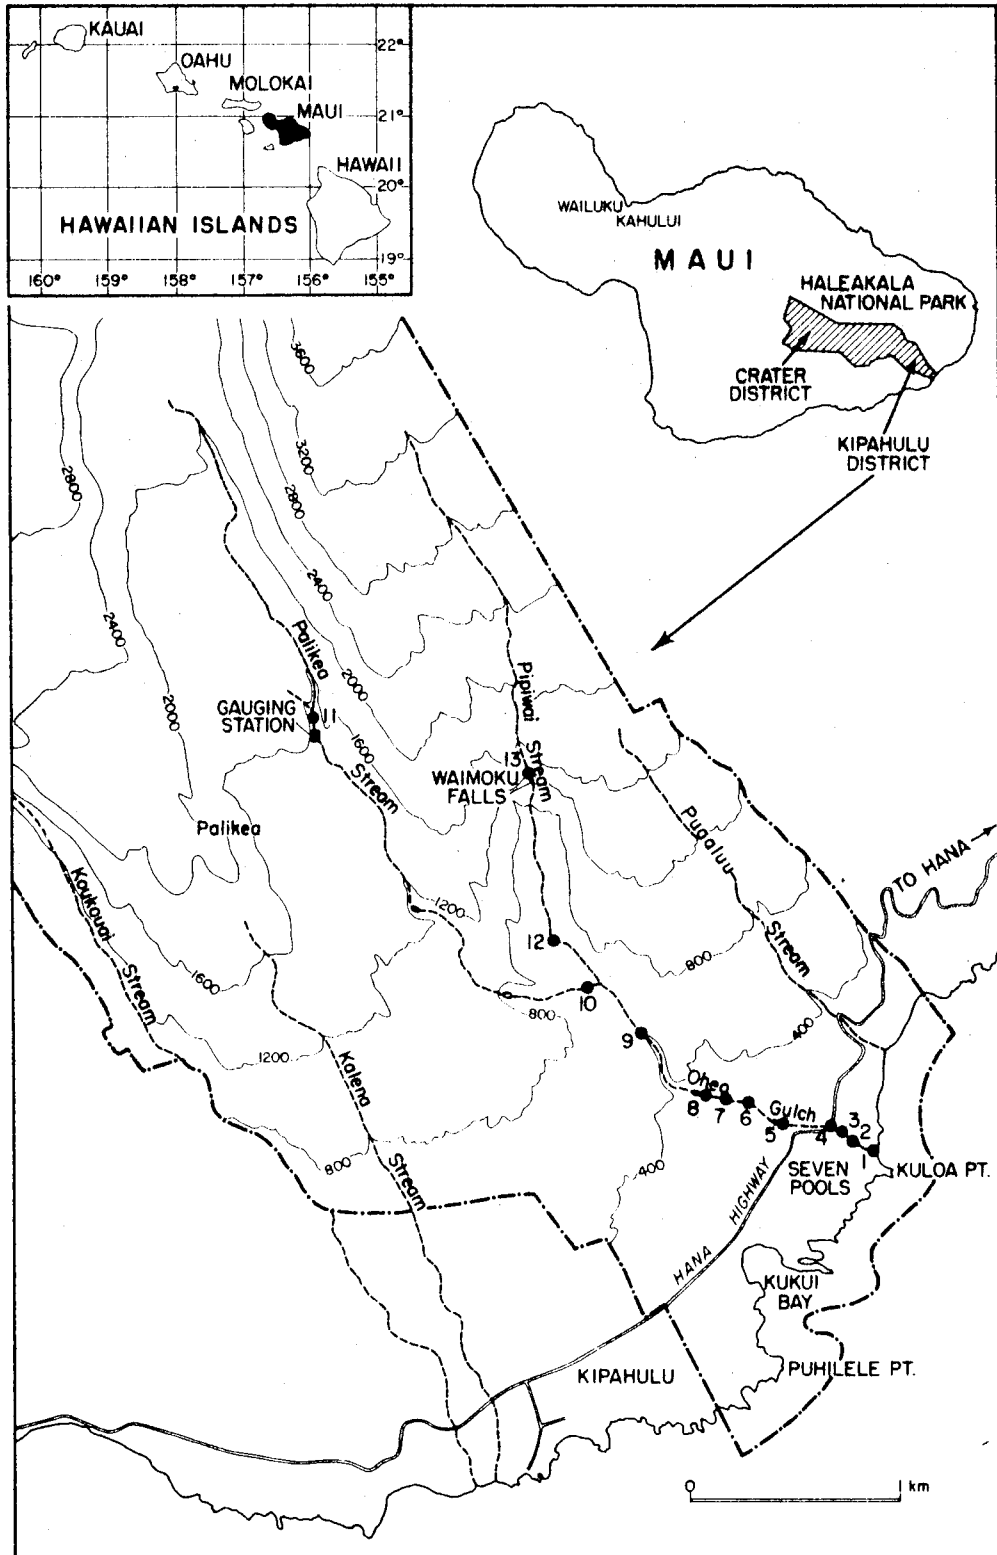 KAUAI
OAHU
MOLOKAI
MAUI
HAWAII
HAWAIIAN ISLANDS
22°
21°
20°
19°
160°
159°
158°
157°
156°
155°
WAILUKU
KAHULUI
MAUI
HALEAKALA
NATIONAL PARK
CRATER
DISTRICT
KIPAHULU
DISTRICT
3600
3200
2800
2400
2000
1600
2800
2400
2000
Palikea
Stream
11
GAUGING
STATION
Pipiwai
Stream
13
WAIMOKU
FALLS
Puaaluu
Stream
TO HANA
Palikea
Koukouai
Stream
1200
1600
12
800
10
800
9
400
1200
Kalena
Stream
Oheo
Gulch
8
7
6
5
4
3
2
1
SEVEN
POOLS
KULOA PT.
800
400
HANA
HIGHWAY
KUKUI
BAY
KIPAHULU
PUHILELE PT.
0
1 km